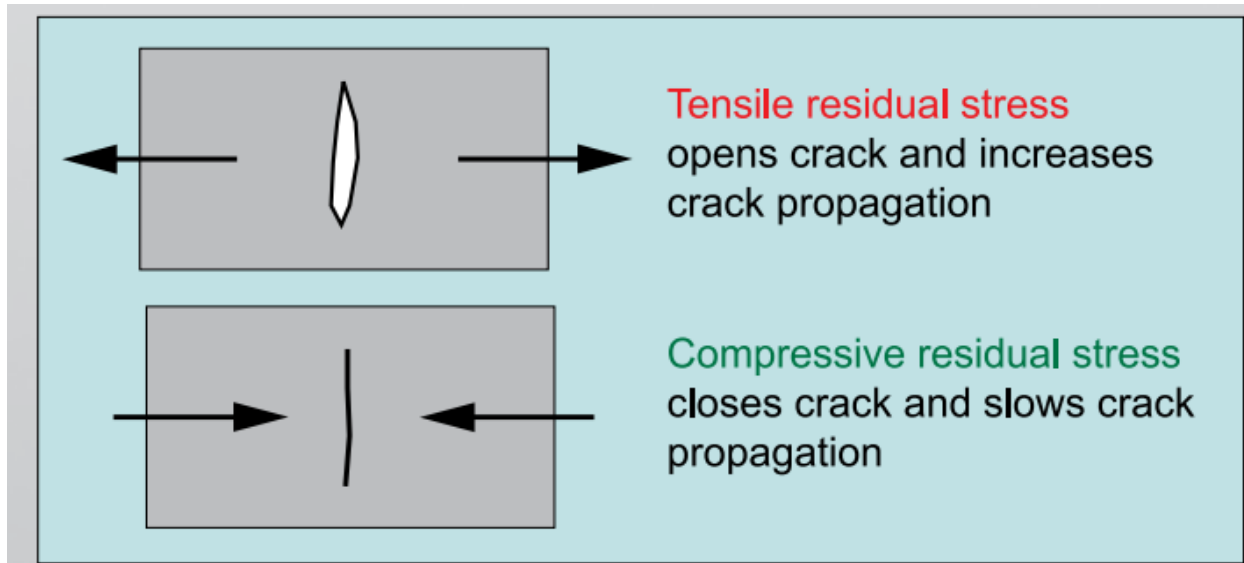 Tensile residual stress
opens crack and increases
crack propagation
Compressive residual stress
closes crack and slows crack
propagation